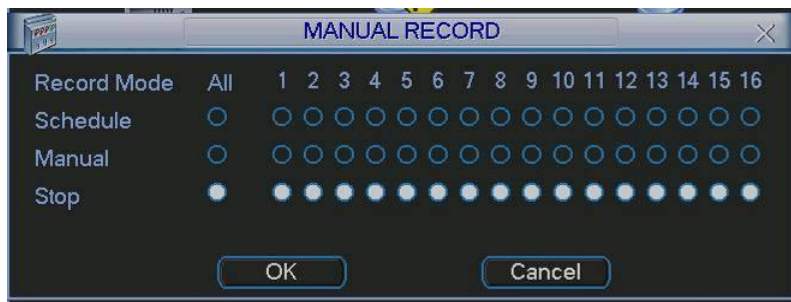 MANUAL RECORD
Record Mode All 1 2 3 4 5 6 7 8 9 10 11 12 13 14 15 16
Schedule
Manual
Stop
OK Cancel